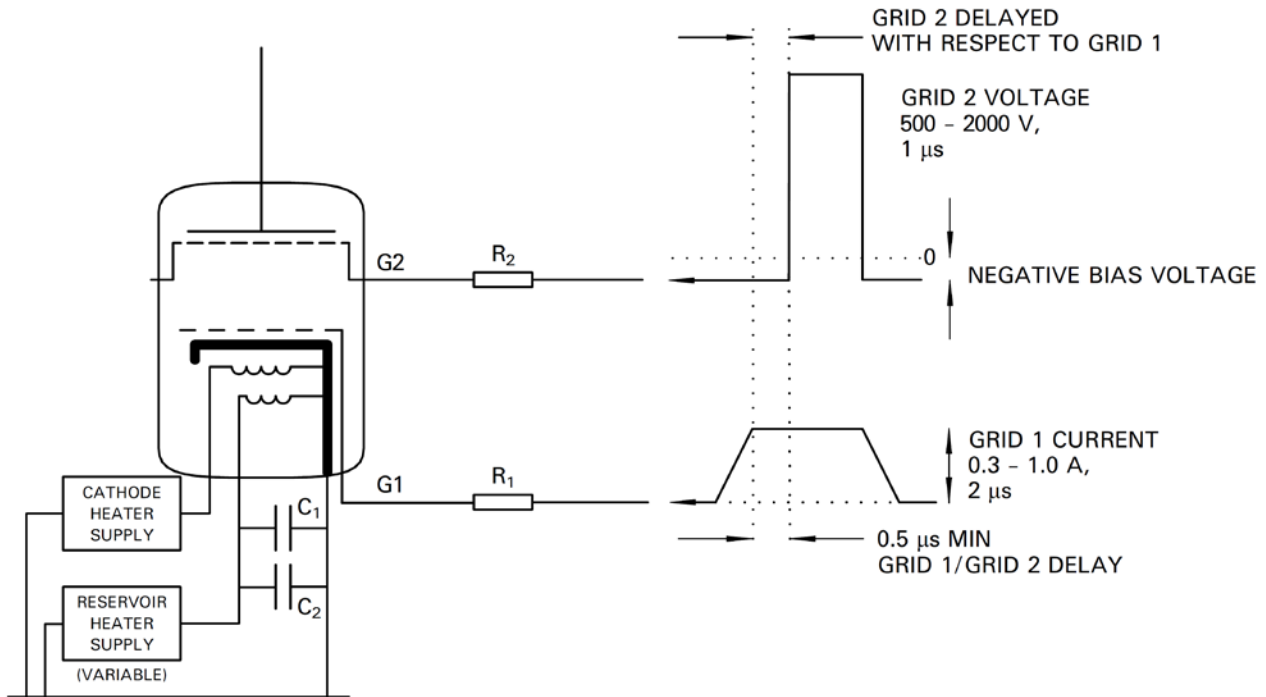 GRID 2 DELAYED
WITH RESPECT TO GRID 1
GRID 2 VOLTAGE
500 – 2000 V,
1 μs
0
NEGATIVE BIAS VOLTAGE
G2
R2
GRID 1 CURRENT
0.3 – 1.0 A,
2 μs
G1
R1
0.5 μs MIN
GRID 1/GRID 2 DELAY
CATHODE
HEATER
SUPPLY
C1
C2
RESERVOIR
HEATER
SUPPLY
(VARIABLE)